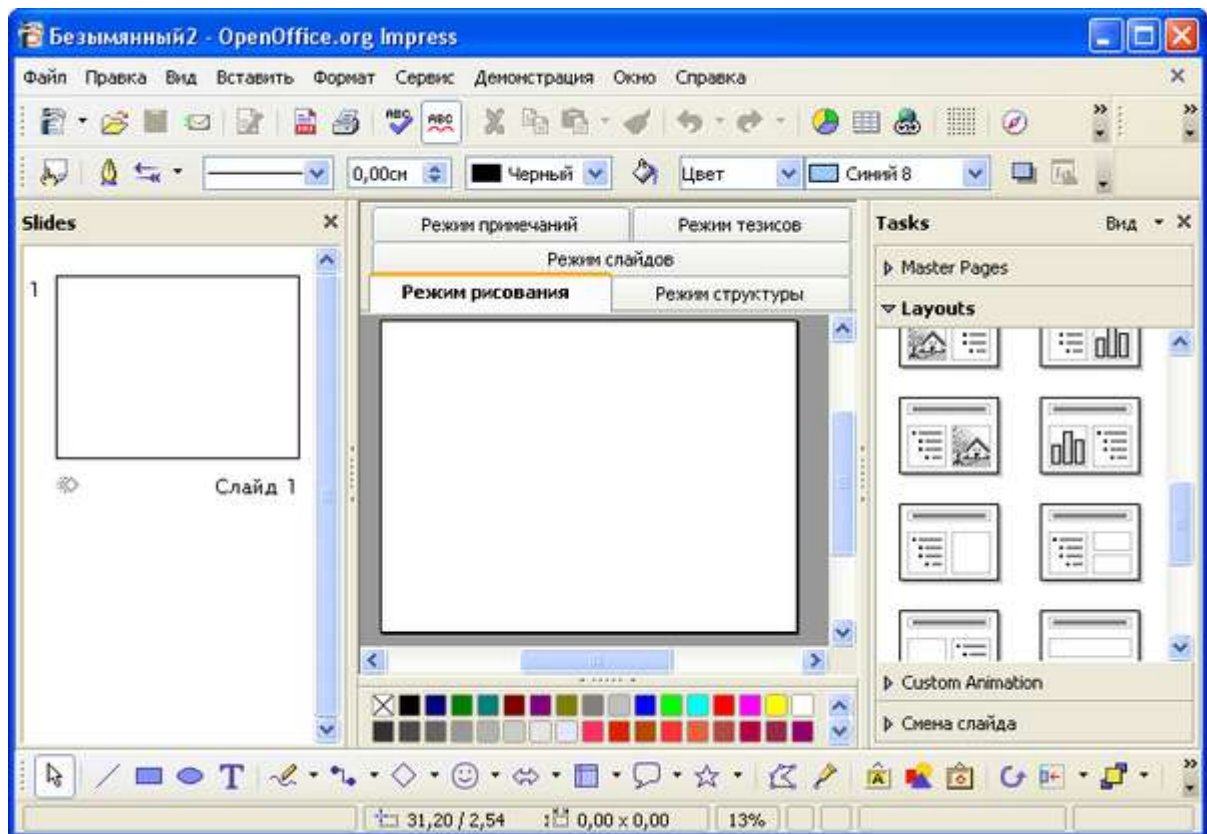 Безымянный2 - OpenOffice.org Impress
Файл Правка Вид Вставить Формат Сервис Демонстрация Окно Справка
ABC ABC
0,00см Черный Цвет Синий 8
Slides
Режим примечаний Режим тезисов
Режим слайдов
Режим рисования Режим структуры
Tasks Вид
Master Pages
Layouts
1
Слайд 1
Custom Animation
Смена слайда
T
31,20 / 2,54 0,00 x 0,00 13%